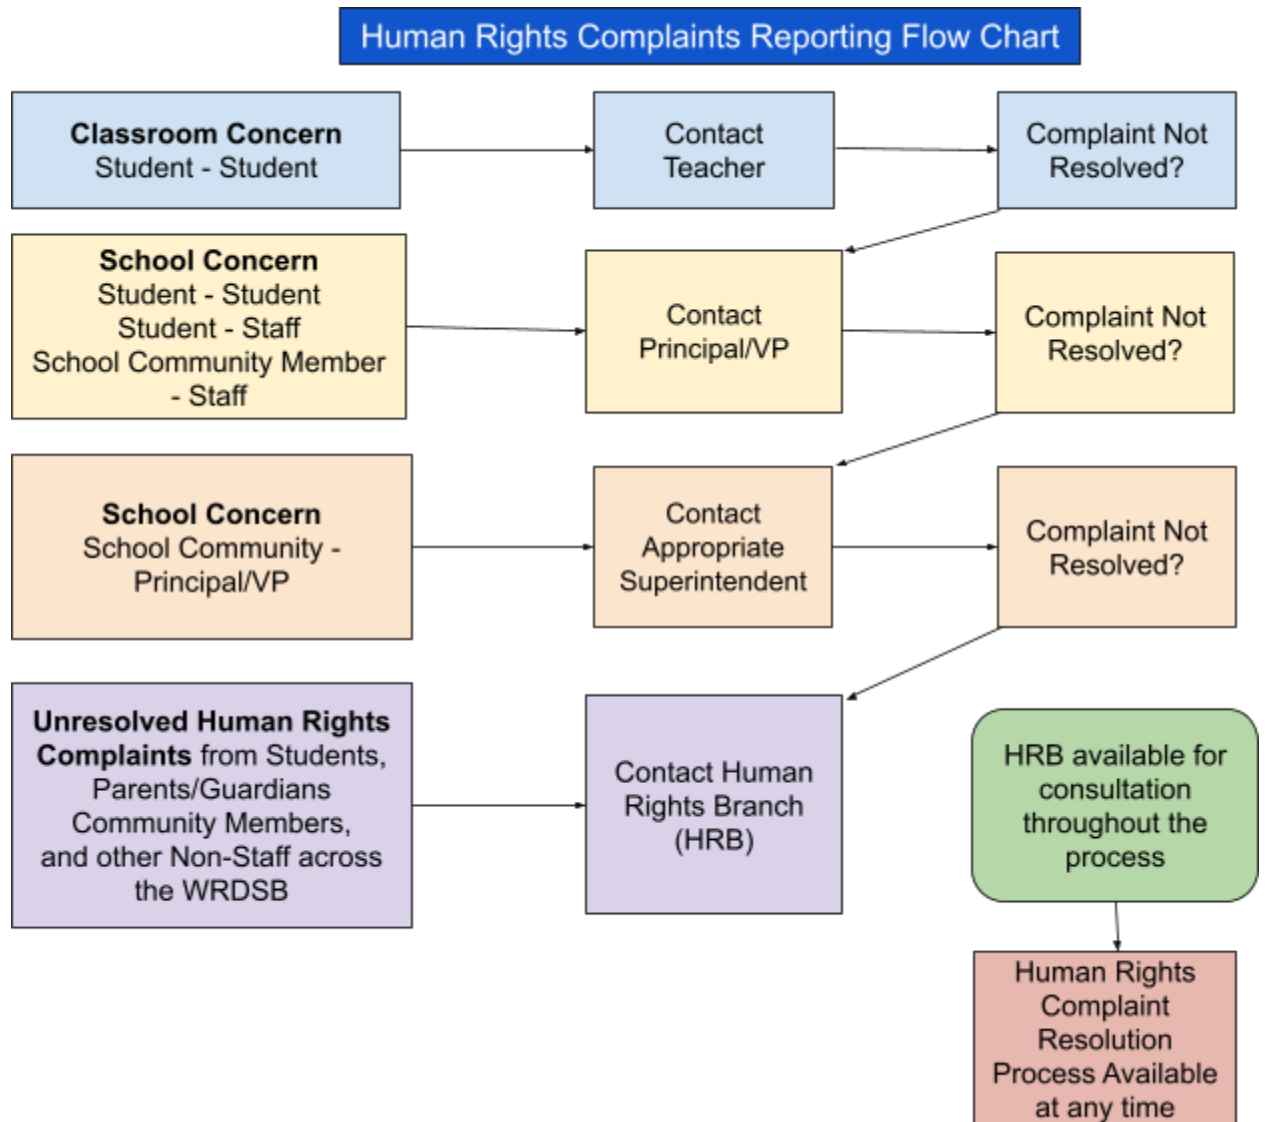 Human Rights Complaints Reporting Flow Chart
Classroom Concern
Student - Student
Contact
Teacher
Complaint Not
Resolved?
School Concern
Student - Student
Student - Staff
School Community Member
- Staff
Contact
Principal/VP
Complaint Not
Resolved?
School Concern
School Community -
Principal/VP
Contact
Appropriate
Superintendent
Complaint Not
Resolved?
Unresolved Human Rights
Complaints from Students,
Parents/Guardians
Community Members,
and other Non-Staff across
the WRDSB
Contact Human
Rights Branch
(HRB)
HRB available for
consultation
throughout the
process
Human Rights
Complaint
Resolution
Process Available
at any time